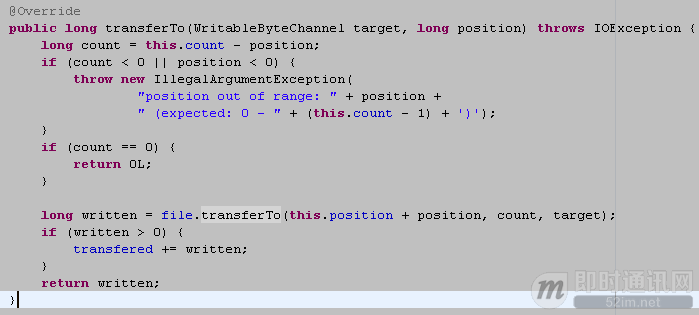 @Override
public long transferTo(WritableByteChannel target, long position) throws IOException {
    long count = this.count - position;
    if (count < 0 || position < 0) {
        throw new IllegalArgumentException(
                "position out of range: " + position +
                " (expected: 0 - " + (this.count - 1) + ')');
    }
    if (count == 0) {
        return 0L;
    }

    long written = file.transferTo(this.position + position, count, target);
    if (written > 0) {
        transfered += written;
    }
    return written;
}
m 即时通讯网
52im.net